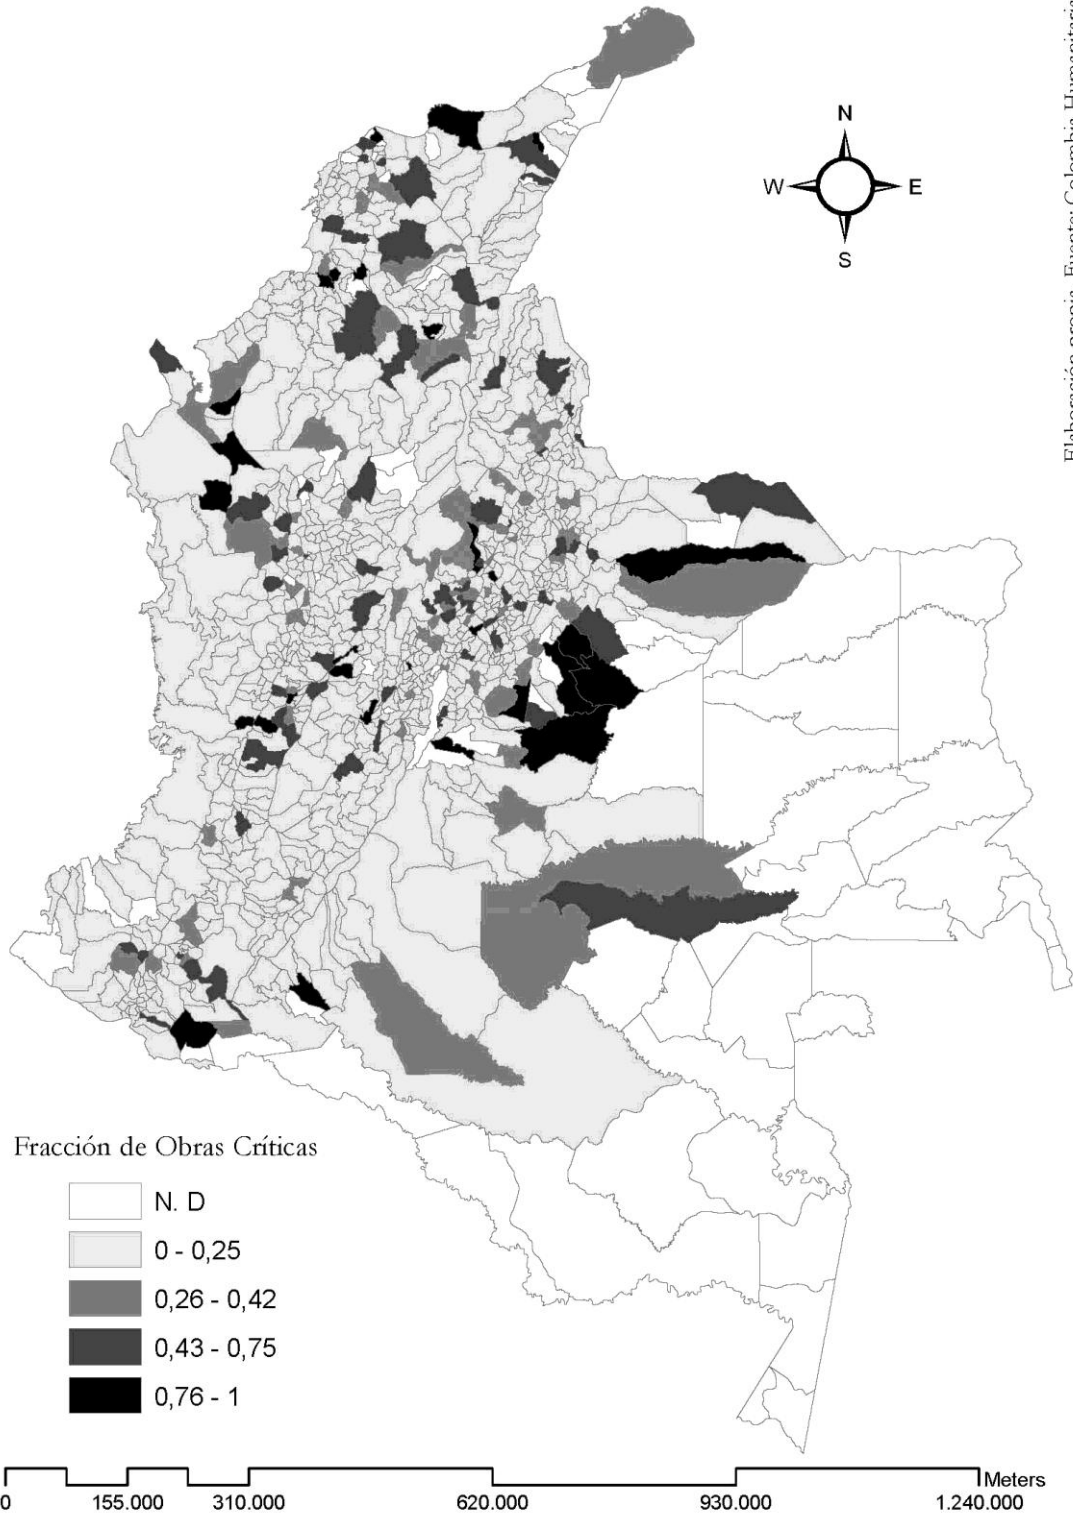 N
W E
S
Elaboración propia. Fuente: Colombia Humanitaria
Fracción de Obras Críticas
N. D
0 - 0,25
0,26 - 0,42
0,43 - 0,75
0,76 - 1
Meters
0 155.000 310.000 620.000 930.000 1.240.000